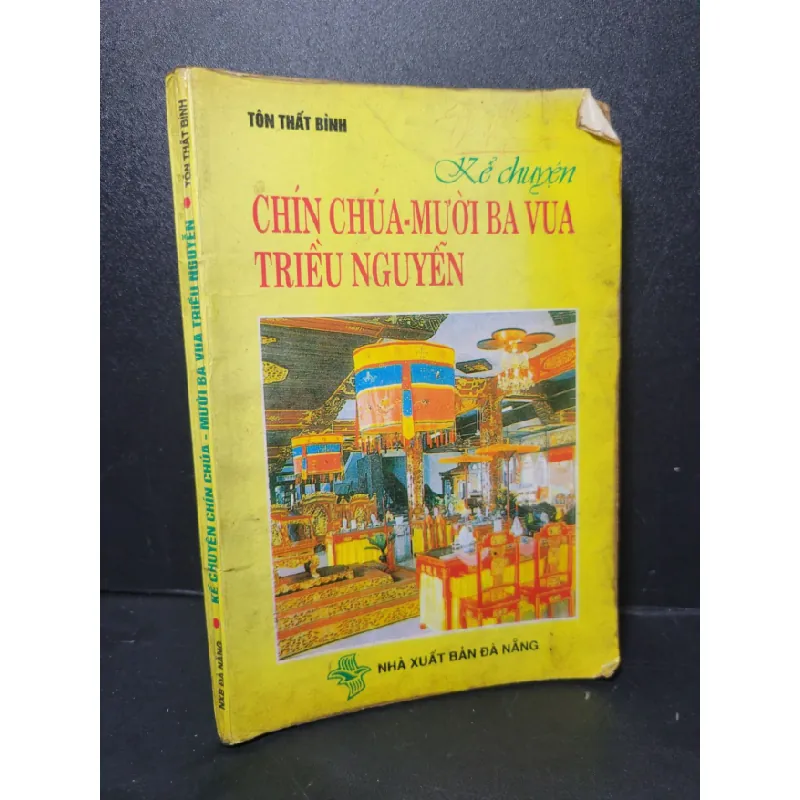 TÔN THẤT BÌNH
Kể chuyện
CHÍN CHÚA-MƯỜI BA VUA
TRIỀU NGUYỄN
NHÀ XUẤT BẢN ĐÀ NẴNG
NXB ĐÀ NẴNG • KỂ CHUYỆN CHÍN CHÚA - MƯỜI BA VUA TRIỀU NGUYỄN • TÔN THẤT BÌNH